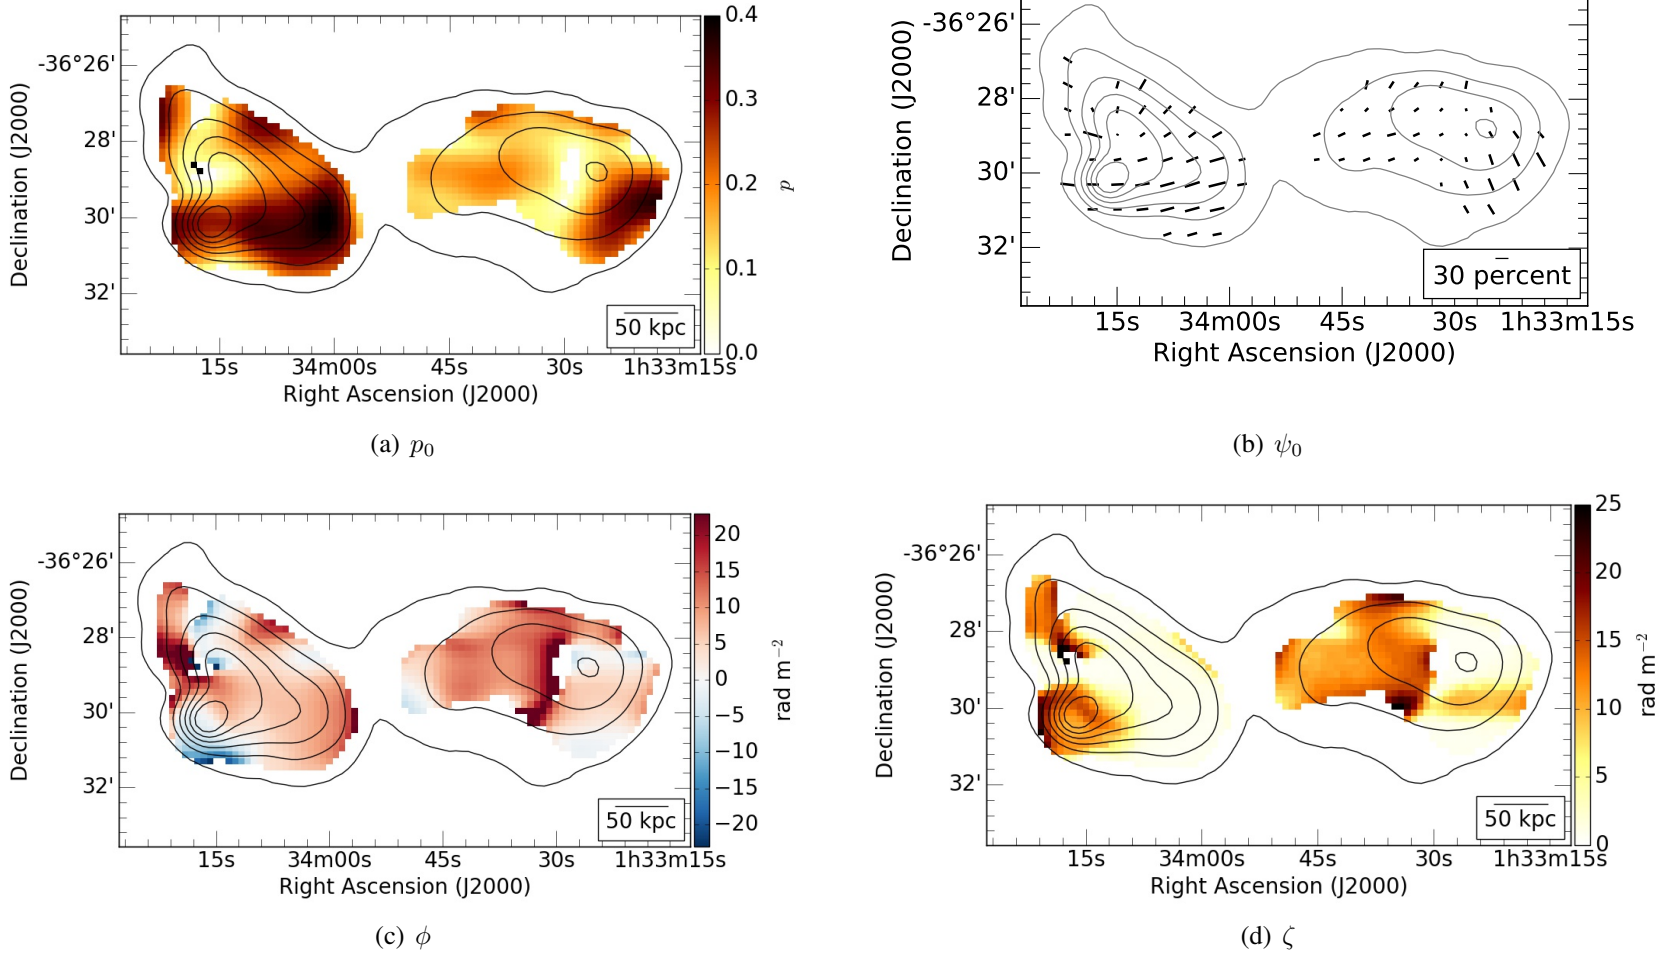 -36°26'
28'
30'
32'
Declination (J2000)
15s 34m00s 45s 30s 1h33m15s
Right Ascension (J2000)
50 kpc
0.4
0.3
0.2
0.1
0.0
p
(a) p₀
-36°26'
28'
30'
32'
Declination (J2000)
15s 34m00s 45s 30s 1h33m15s
Right Ascension (J2000)
30 percent
(b) ψ₀
-36°26'
28'
30'
32'
Declination (J2000)
15s 34m00s 45s 30s 1h33m15s
Right Ascension (J2000)
50 kpc
20
15
10
5
0
−5
−10
−15
−20
rad m⁻²
(c) ϕ
-36°26'
28'
30'
32'
Declination (J2000)
15s 34m00s 45s 30s 1h33m15s
Right Ascension (J2000)
50 kpc
25
20
15
10
5
0
rad m⁻²
(d) ζ